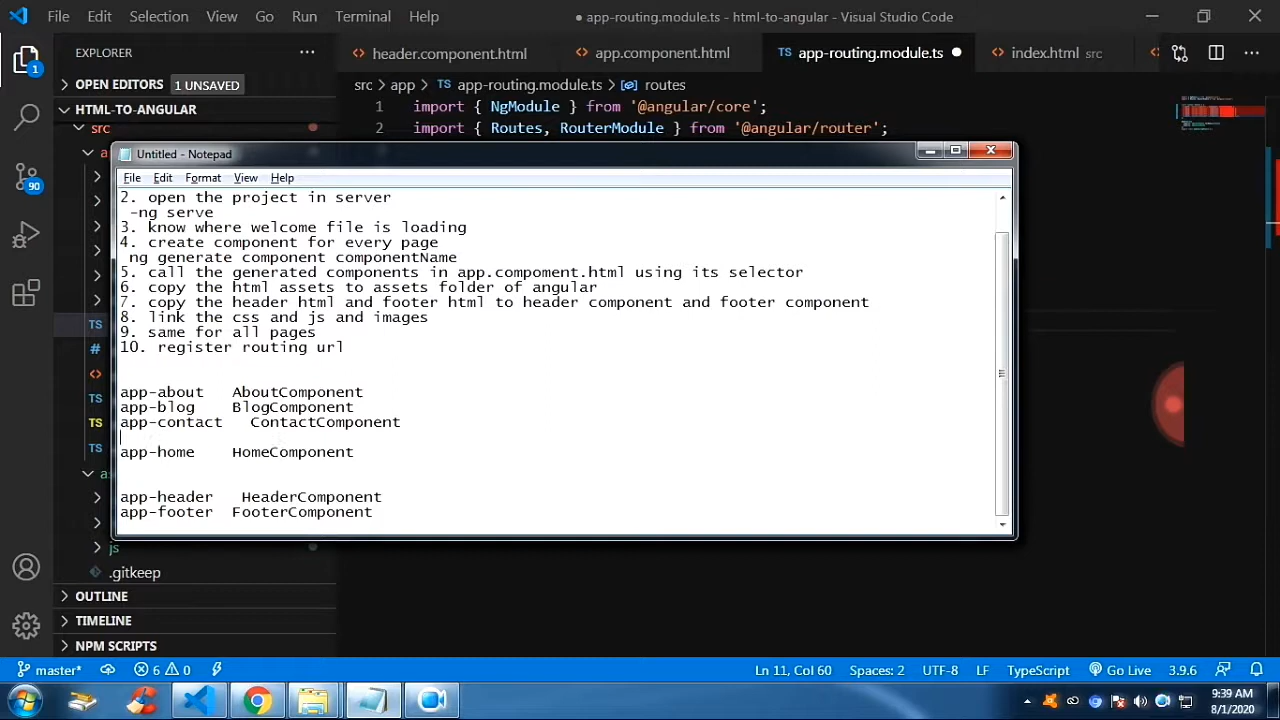 File Edit Selection View Go Run Terminal Help
● app-routing.module.ts - html-to-angular - Visual Studio Code
EXPLORER
header.component.html
app.component.html
TS app-routing.module.ts
index.html src
OPEN EDITORS 1 UNSAVED
src > app > TS app-routing.module.ts > routes
HTML-TO-ANGULAR
1 import { NgModule } from '@angular/core';
2 import { Routes, RouterModule } from '@angular/router';
src
Untitled - Notepad
File Edit Format View Help
2. open the project in server
-ng serve
3. know where welcome file is loading
4. create component for every page
ng generate component componentName
5. call the generated components in app.compoment.html using its selector
6. copy the html assets to assets folder of angular
7. copy the header html and footer html to header component and footer component
8. link the css and js and images
9. same for all pages
10. register routing url
app-about AboutComponent
app-blog BlogComponent
app-contact ContactComponent
app-home HomeComponent
app-header HeaderComponent
app-footer FooterComponent
1
90
TS
#
<>
TS
TS
TS
js
.gitkeep
OUTLINE
TIMELINE
NPM SCRIPTS
master* 6 0
Ln 11, Col 60 Spaces: 2 UTF-8 LF TypeScript Go Live 3.9.6
9:39 AM
8/1/2020